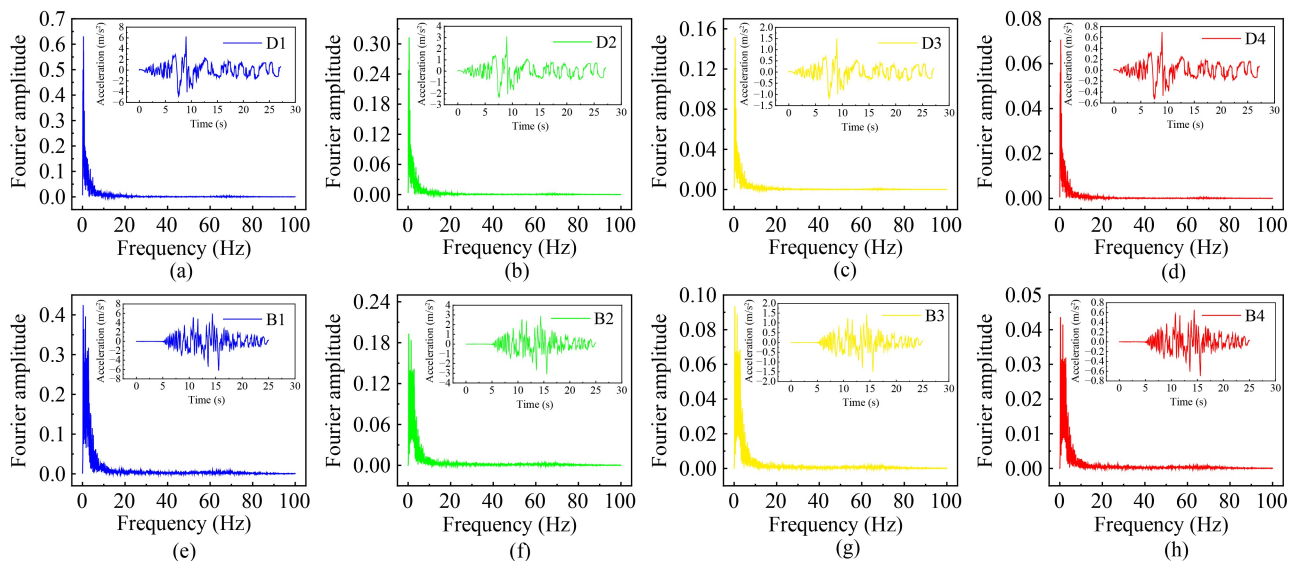 Fourier amplitude
0.7
0.6
0.5
0.4
0.3
0.2
0.1
0.0
0 20 40 60 80 100
Frequency (Hz)
(a)
Acceleration (m/s²)
8
6
4
2
0
−2
−4
−6
0 5 10 15 20 25 30
Time (s)
D1
Fourier amplitude
0.30
0.24
0.18
0.12
0.06
0.00
0 20 40 60 80 100
Frequency (Hz)
(b)
Acceleration (m/s²)
4
3
2
1
0
−1
−2
−3
0 5 10 15 20 25 30
Time (s)
D2
Fourier amplitude
0.16
0.12
0.08
0.04
0.00
0 20 40 60 80 100
Frequency (Hz)
(c)
Acceleration (m/s²)
2.0
1.5
1.0
0.5
0.0
−0.5
−1.0
−1.5
0 5 10 15 20 25 30
Time (s)
D3
Fourier amplitude
0.08
0.06
0.04
0.02
0.00
0 20 40 60 80 100
Frequency (Hz)
(d)
Acceleration (m/s²)
0.8
0.6
0.4
0.2
0.0
−0.2
−0.4
−0.6
0 5 10 15 20 25 30
Time (s)
D4
Fourier amplitude
0.4
0.3
0.2
0.1
0.0
0 20 40 60 80 100
Frequency (Hz)
(e)
Acceleration (m/s²)
8
6
4
2
0
−2
−4
−6
−8
0 5 10 15 20 25 30
Time (s)
B1
Fourier amplitude
0.24
0.18
0.12
0.06
0.00
0 20 40 60 80 100
Frequency (Hz)
(f)
Acceleration (m/s²)
4
3
2
1
0
−1
−2
−3
−4
0 5 10 15 20 25 30
Time (s)
B2
Fourier amplitude
0.10
0.08
0.06
0.04
0.02
0.00
0 20 40 60 80 100
Frequency (Hz)
(g)
Acceleration (m/s²)
2.0
1.5
1.0
0.5
0.0
−0.5
−1.0
−1.5
−2.0
0 5 10 15 20 25 30
Time (s)
B3
Fourier amplitude
0.05
0.04
0.03
0.02
0.01
0.00
0 20 40 60 80 100
Frequency (Hz)
(h)
Acceleration (m/s²)
0.8
0.6
0.4
0.2
0.0
−0.2
−0.4
−0.6
−0.8
0 5 10 15 20 25 30
Time (s)
B4